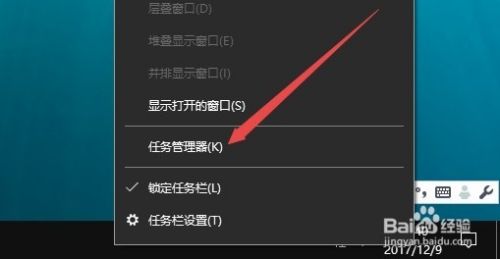 层叠窗口(D)
堆叠显示窗口(E)
并排显示窗口(I)
显示打开的窗口(S)
任务管理器(K)
锁定任务栏(L)
任务栏设置(T)
Baidu 经验
jingyan.baidu.com
2017/12/9